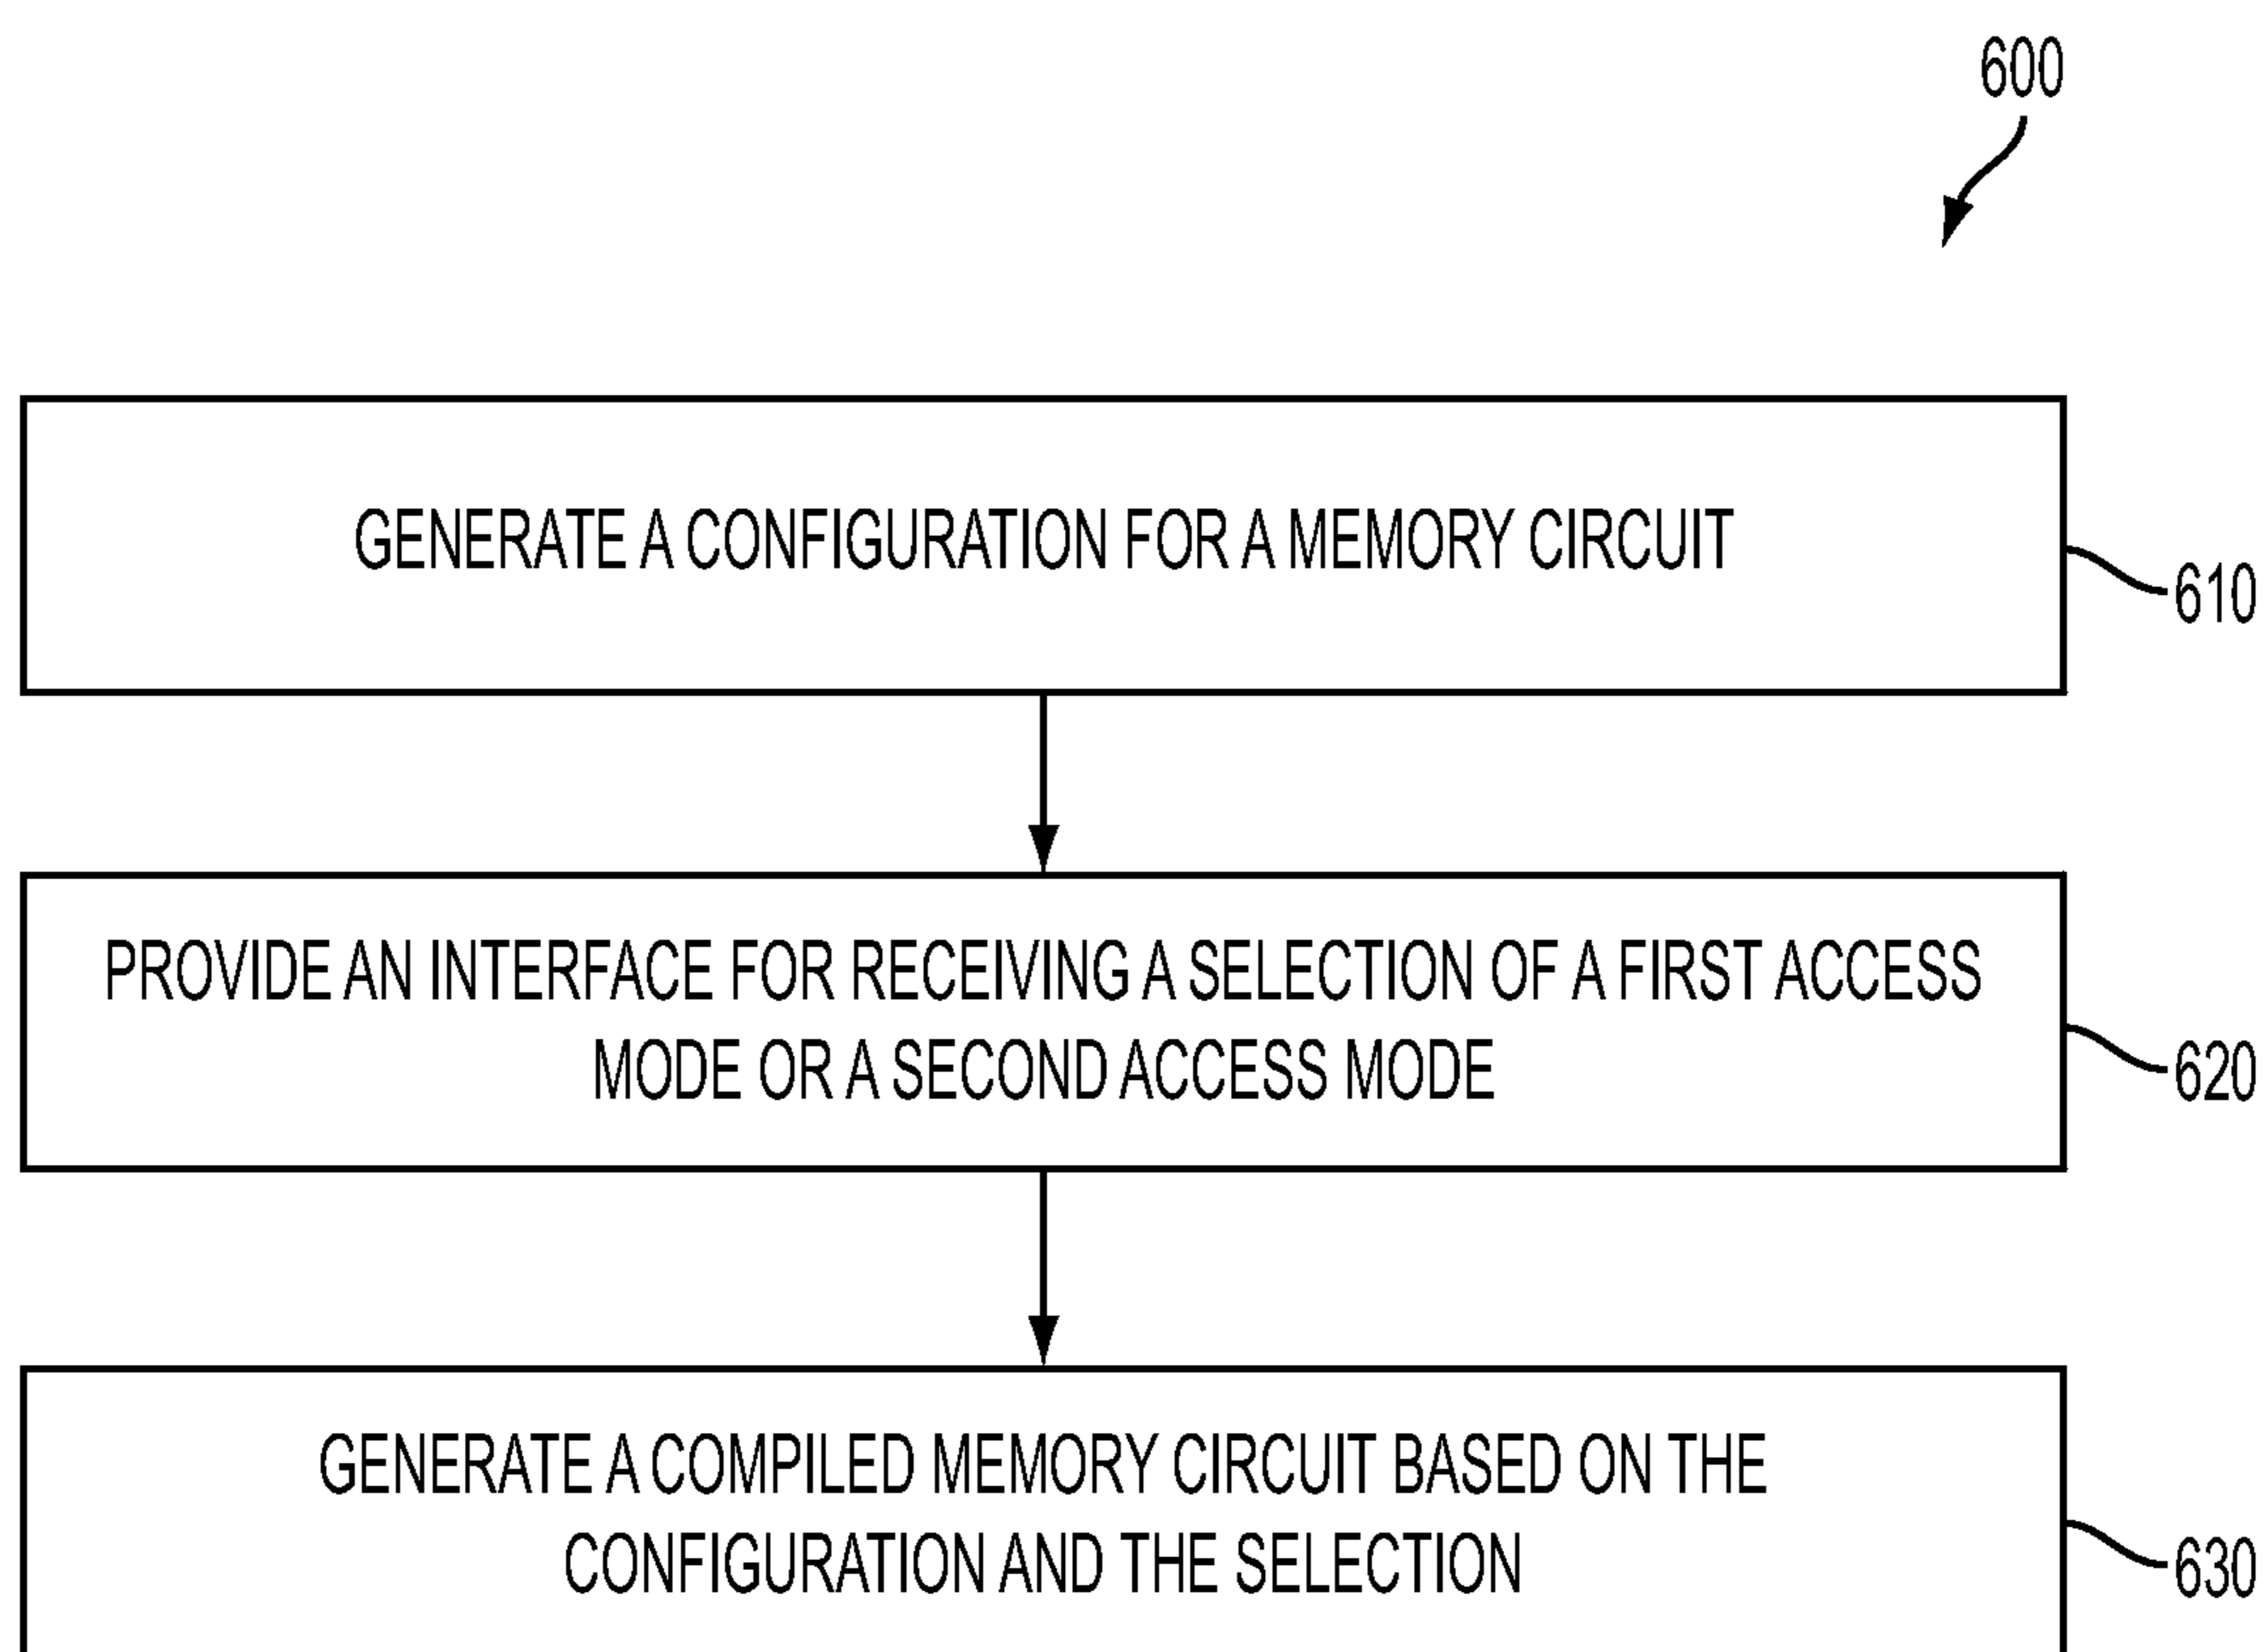 600
GENERATE A CONFIGURATION FOR A MEMORY CIRCUIT
610
PROVIDE AN INTERFACE FOR RECEIVING A SELECTION OF A FIRST ACCESS
MODE OR A SECOND ACCESS MODE
620
GENERATE A COMPILED MEMORY CIRCUIT BASED ON THE
CONFIGURATION AND THE SELECTION
630